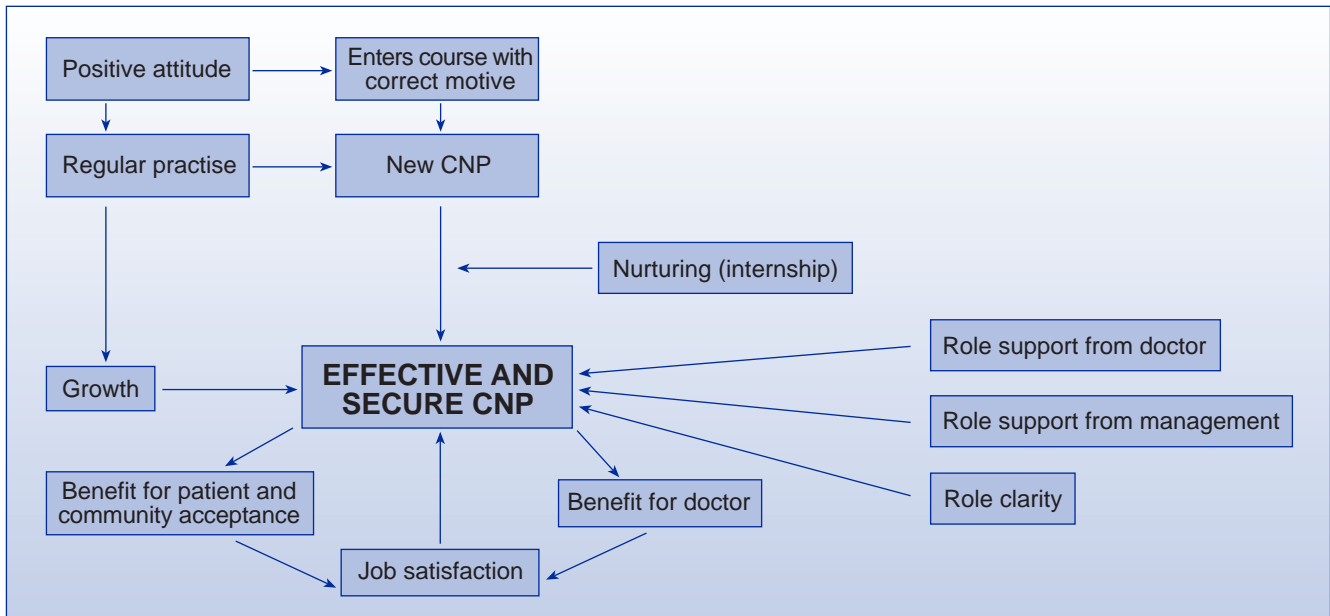 Positive attitude
Enters course with
correct motive
Regular practise
New CNP
Nurturing (internship)
Role support from doctor
Growth
EFFECTIVE AND
SECURE CNP
Role support from management
Benefit for patient and
community acceptance
Benefit for doctor
Role clarity
Job satisfaction